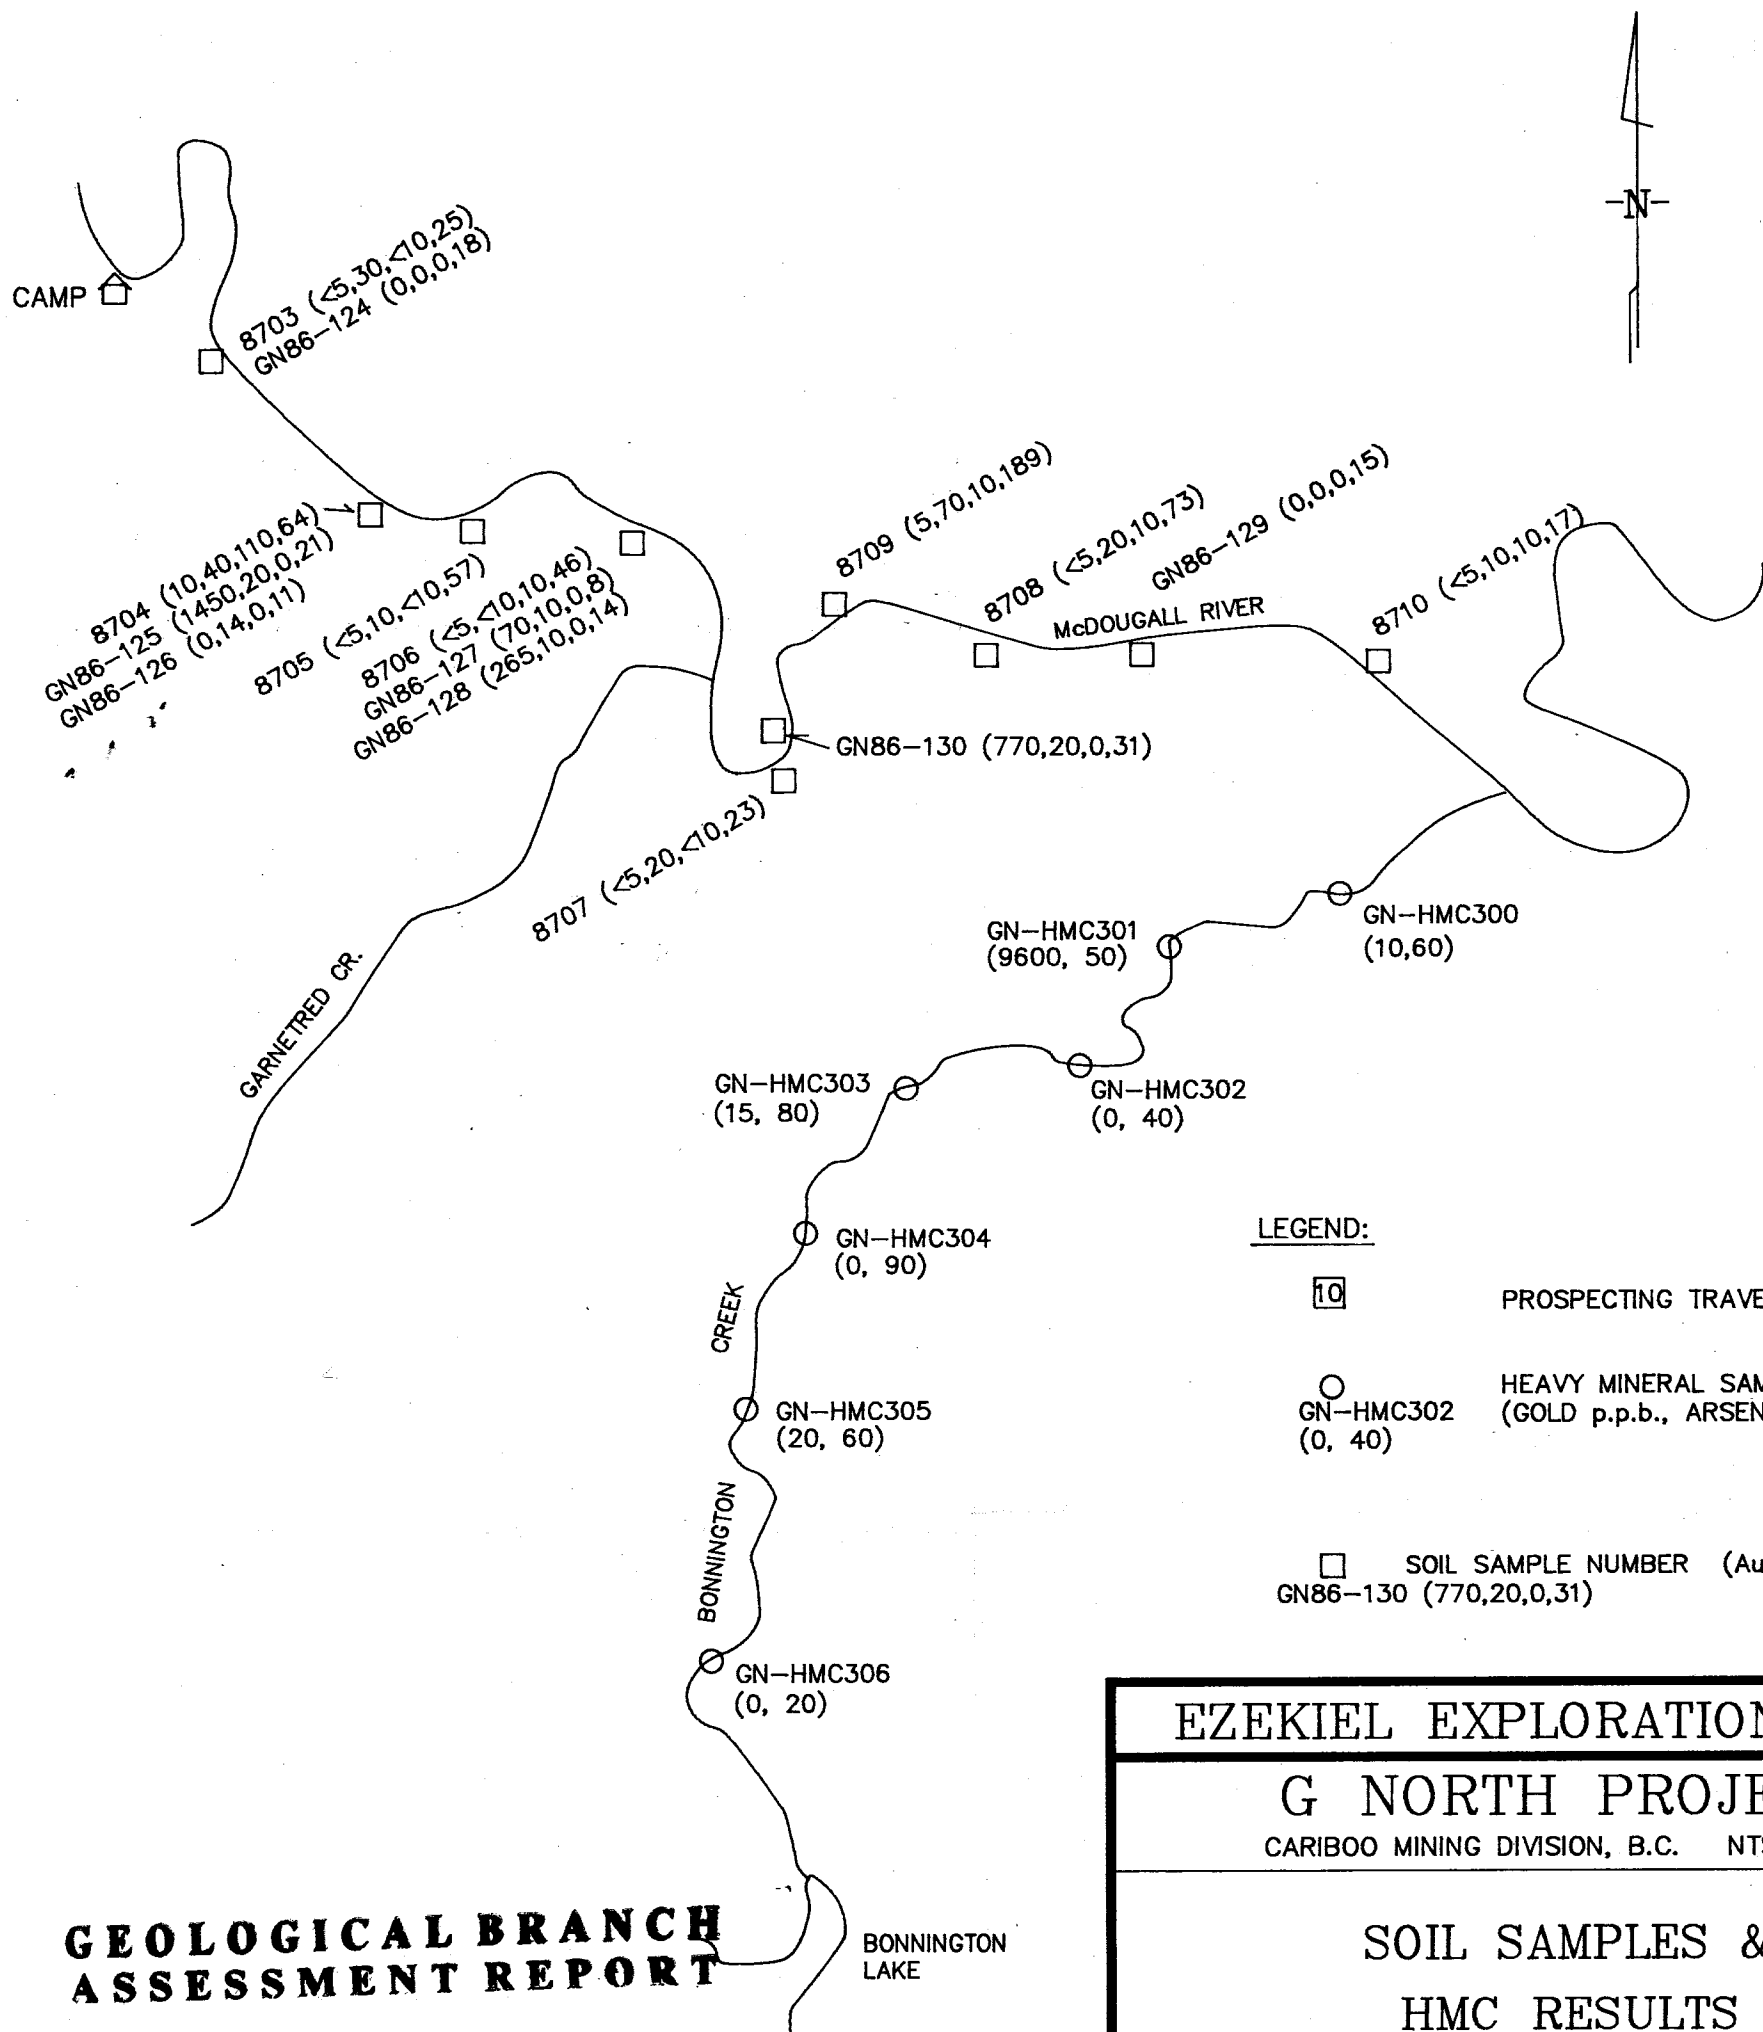 -N-
CAMP
8703 (<5,30,<10,25)
GN86-124 (0,0,0,18)
8704 (10,40,110,64)
GN86-125 (1450,20,0,21)
GN86-126 (0,14,0,11)
8705 (<5,10,<10,57)
8706 (<5,<10,10,46)
GN86-127 (70,10,0,8)
GN86-128 (265,10,0,14)
8709 (5,70,10,189)
8708 (<5,20,10,73)
GN86-129 (0,0,0,15)
McDOUGALL RIVER
8710 (<5,10,10,17)
GN86-130 (770,20,0,31)
8707 (<5,20,<10,23)
GARNETRED CR.
GN-HMC300
(10,60)
GN-HMC301
(9600, 50)
GN-HMC302
(0, 40)
GN-HMC303
(15, 80)
GN-HMC304
(0, 90)
GN-HMC305
(20, 60)
BONNINGTON CREEK
GN-HMC306
(0, 20)
BONNINGTON
LAKE
LEGEND:
10 PROSPECTING TRAVE
HEAVY MINERAL SAM
GN-HMC302 (GOLD p.p.b., ARSEN
(0, 40)
SOIL SAMPLE NUMBER (Au
GN86-130 (770,20,0,31)
EZEKIEL EXPLORATION
G NORTH PROJE
CARIBOO MINING DIVISION, B.C. NTS
SOIL SAMPLES &
HMC RESULTS
GEOLOGICAL BRANCH
ASSESSMENT REPORT